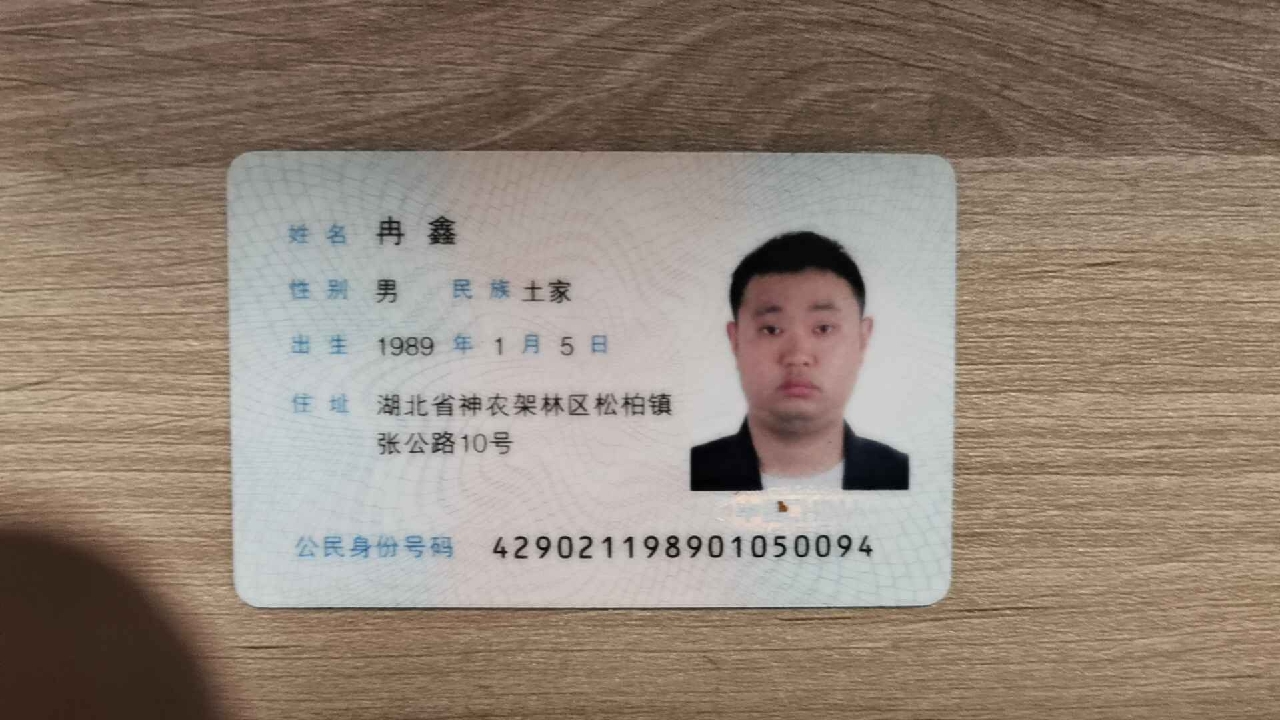 姓名 冉鑫
性别 男 民族 土家
出生 1989 年 1 月 5 日
住址 湖北省神农架林区松柏镇
张公路10号
公民身份号码 429021198901050094